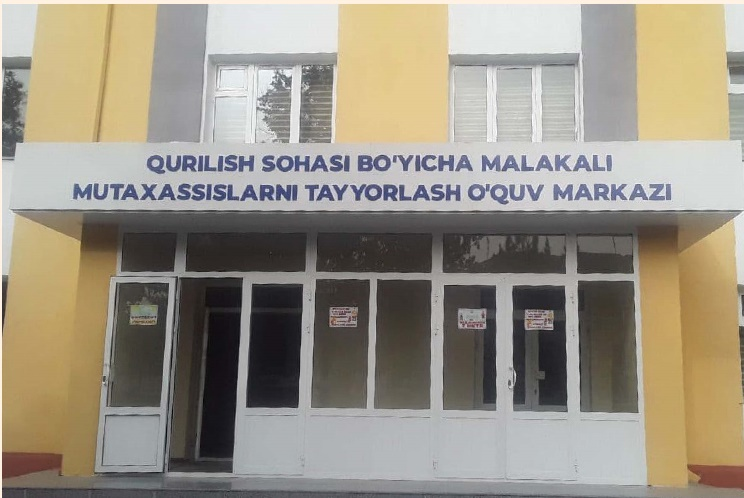 QURILISH SOHASI BO'YICHA MALAKALI
MUTAXASSISLARNI TAYYORLASH O'QUV MARKAZI